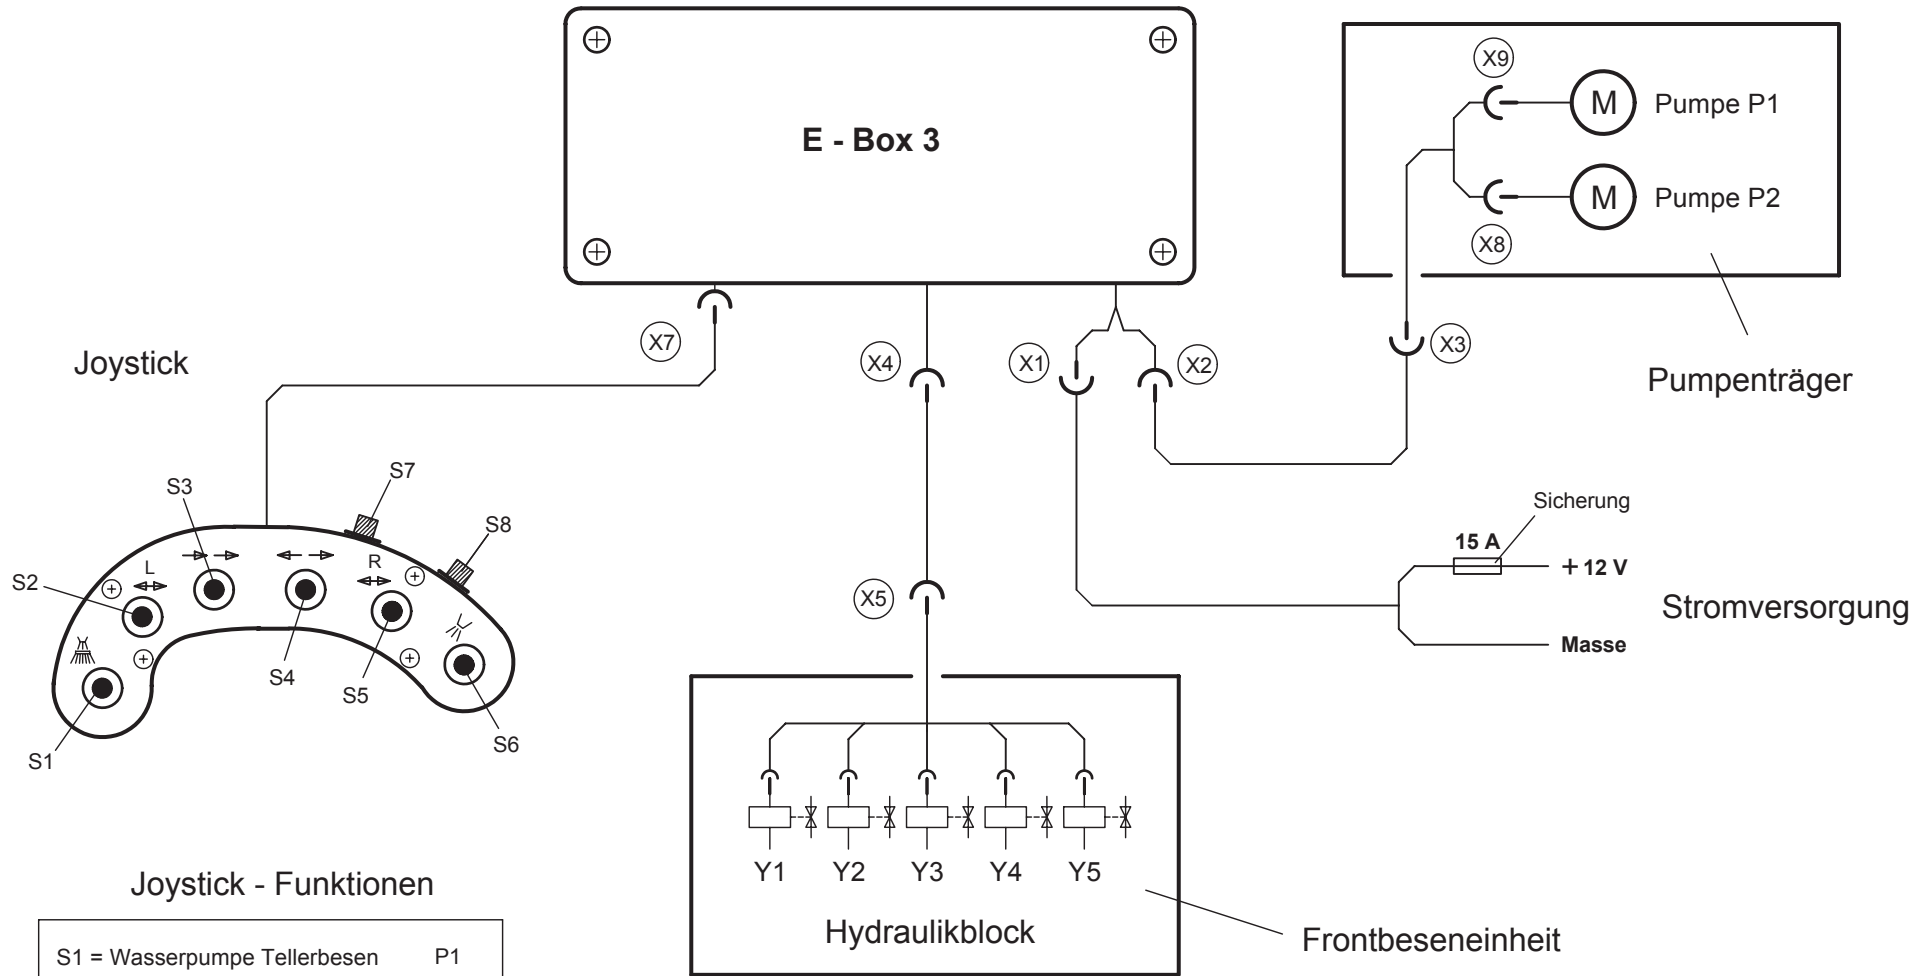 E - Box 3
X9
M
Pumpe P1
M
Pumpe P2
X8
X7
X4
X1
X2
X3
Pumpenträger
Joystick
S7
S3
S8
Sicherung
15 A
+ 12 V
L
R
S2
X5
Stromversorgung
Masse
S4
S5
S6
S1
Y1 Y2 Y3 Y4 Y5
Joystick - Funktionen
Hydraulikblock
Frontbeseneinheit
S1 = Wasserpumpe Tellerbesen P1